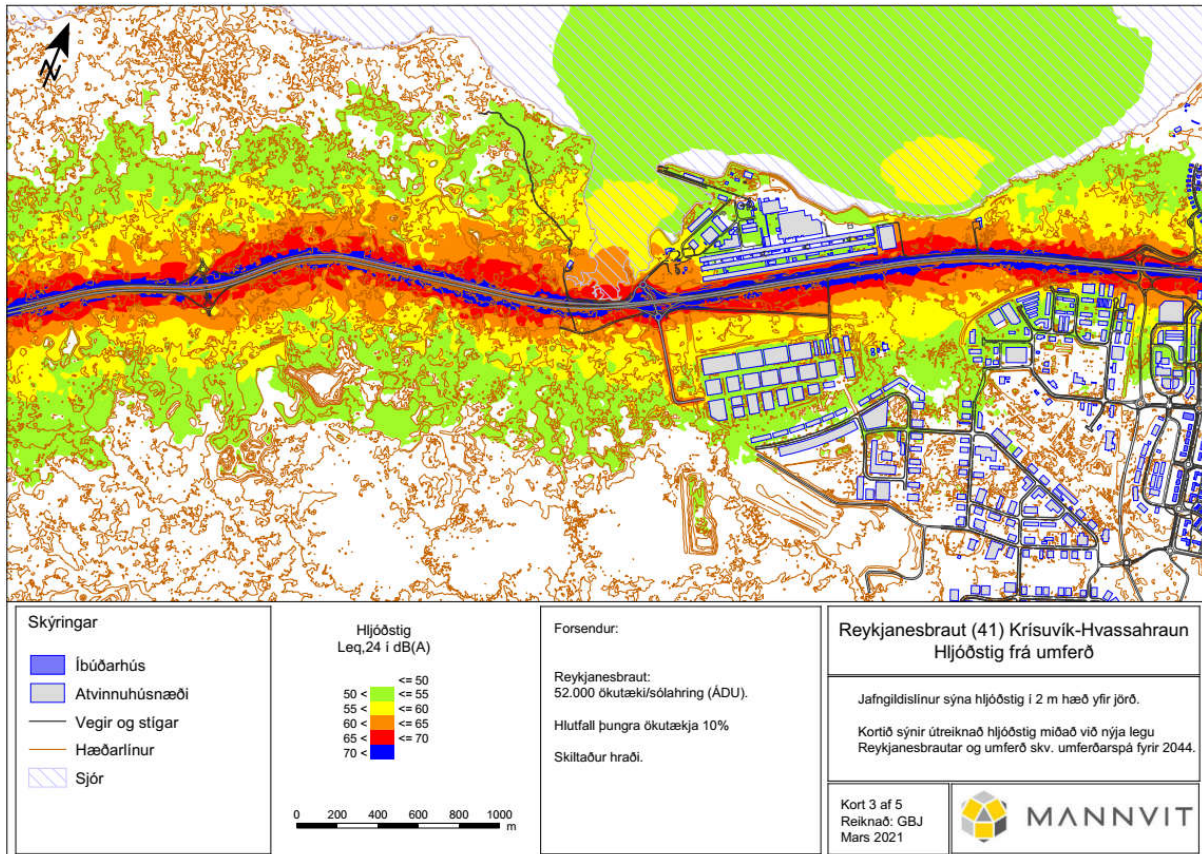 N
Skýringar
Íbúðarhús
Atvinnuhúsnæði
Vegir og stígar
Hæðarlínur
Sjór
Hljóðstig
Leq,24 í dB(A)
<= 50
50 < <= 55
55 < <= 60
60 < <= 65
65 < <= 70
70 <
0 200 400 600 800 1000
m
Forsendur:
Reykjanesbraut:
52.000 ökutæki/sólahring (ÁDU).
Hlutfall þungra ökutækja 10%
Skiltaður hraði.
Reykjanesbraut (41) Krísuvík-Hvassahraun
Hljóðstig frá umferð
Jafngildislínur sýna hljóðstig í 2 m hæð yfir jörð.
Kortið sýnir útreiknað hljóðstig miðað við nýja legu
Reykjanesbrautar og umferð skv. umferðarspá fyrir 2044.
Kort 3 af 5
Reiknað: GBJ
Mars 2021
MANNVIT